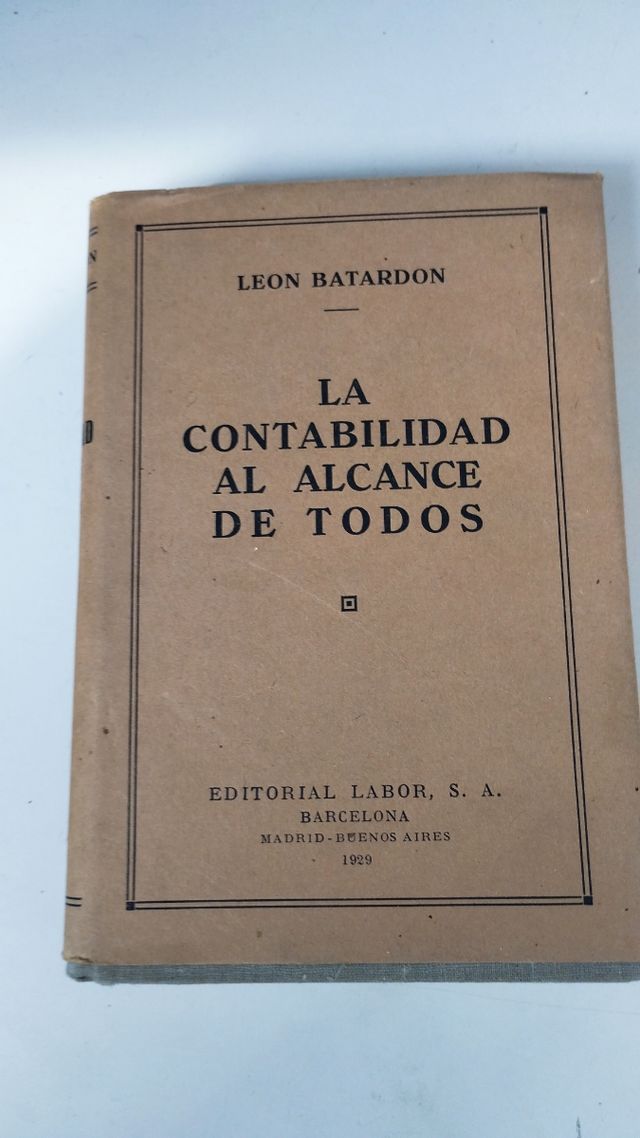 LEON BATARDON
LA
CONTABILIDAD
AL ALCANCE
DE TODOS
EDITORIAL LABOR, S. A.
BARCELONA
MADRID-BUENOS AIRES
1929